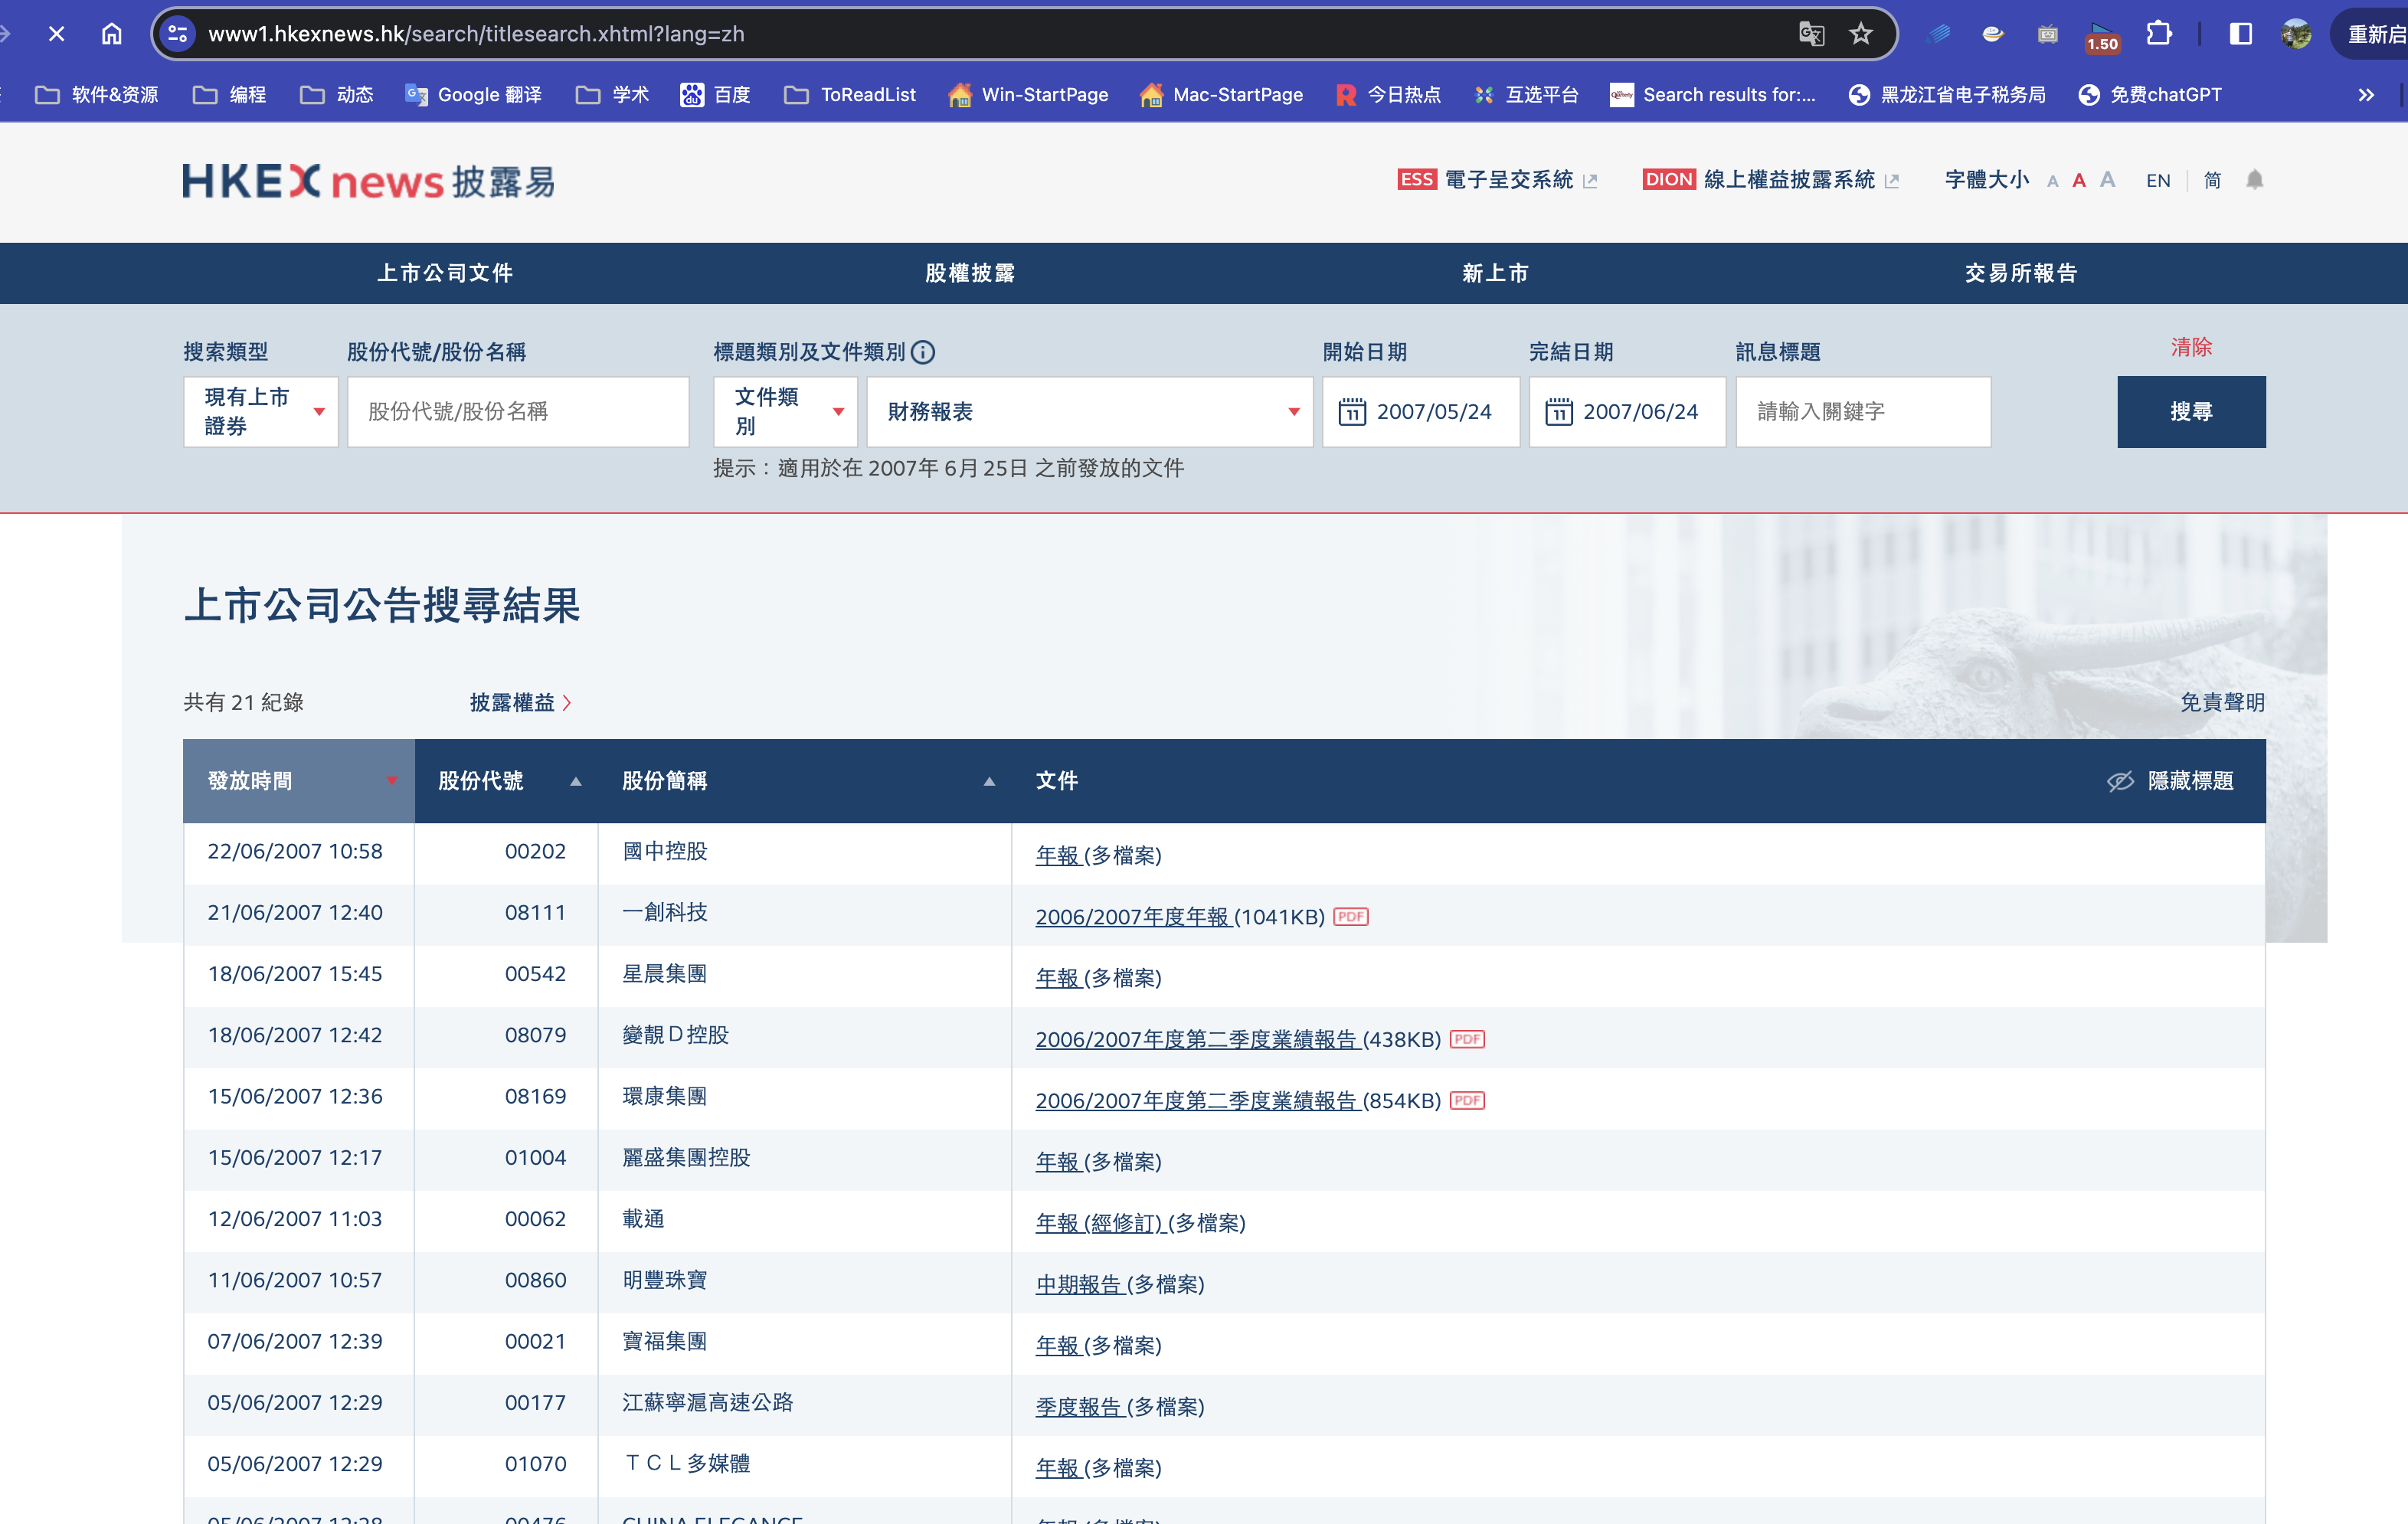 www1.hkexnews.hk/search/titlesearch.xhtml?lang=zh
1.50
重新启
软件&资源 编程 动态 Google 翻译 学术 百度 ToReadList Win-StartPage Mac-StartPage 今日热点 互选平台 Search results for:... 黑龙江省电子税务局 免费chatGPT
HKEX news 披露易
ESS 電子呈交系統 DION 線上權益披露系統 字體大小 A A A EN 简
上市公司文件 股權披露 新上市 交易所報告
搜索類型 股份代號/股份名稱 標題類別及文件類別 開始日期 完結日期 訊息標題 清除
現有上市證券 股份代號/股份名稱 文件類別 財務報表 2007/05/24 2007/06/24 請輸入關鍵字 搜尋
提示：適用於在 2007年 6月 25日 之前發放的文件
上市公司公告搜尋結果
共有 21 紀錄 披露權益 免責聲明
發放時間 股份代號 股份簡稱 文件 隱藏標題
22/06/2007 10:58 00202 國中控股 年報 (多檔案)
21/06/2007 12:40 08111 一創科技 2006/2007年度年報 (1041KB) PDF
18/06/2007 15:45 00542 星晨集團 年報 (多檔案)
18/06/2007 12:42 08079 變靚Ｄ控股 2006/2007年度第二季度業績報告 (438KB) PDF
15/06/2007 12:36 08169 環康集團 2006/2007年度第二季度業績報告 (854KB) PDF
15/06/2007 12:17 01004 麗盛集團控股 年報 (多檔案)
12/06/2007 11:03 00062 載通 年報 (經修訂) (多檔案)
11/06/2007 10:57 00860 明豐珠寶 中期報告 (多檔案)
07/06/2007 12:39 00021 寶福集團 年報 (多檔案)
05/06/2007 12:29 00177 江蘇寧滬高速公路 季度報告 (多檔案)
05/06/2007 12:29 01070 ＴＣＬ多媒體 年報 (多檔案)
05/06/2007 12:28 00476 CHINA ELEGANCE 年報 (多檔案)